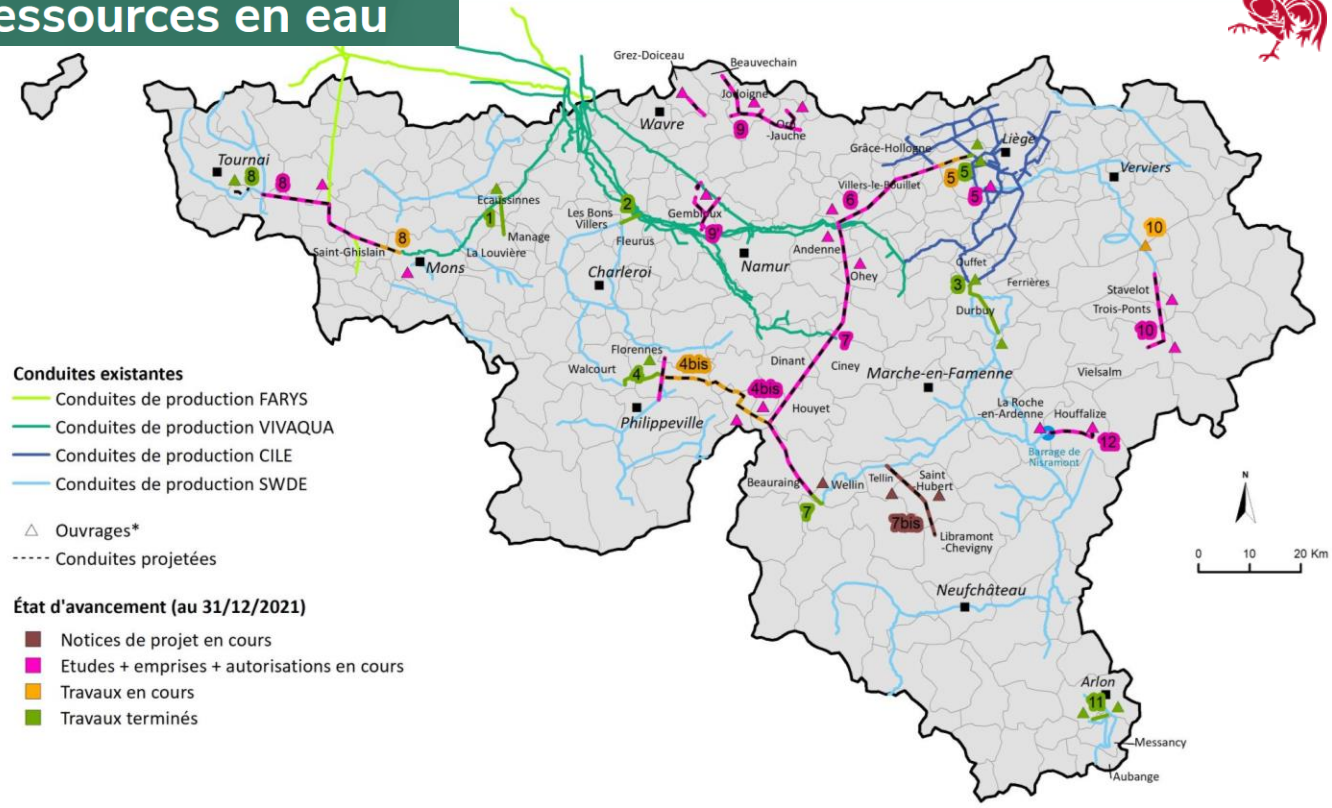 essources en eau
Grez-Doiceau
Beauvechain
Jodoigne
Wavre
9
-Jauche
Grâce-Hollogne
Liège
Tournai
8
8
5
5
5
Verviers
Villers-le-Bouillet
6
Ecaussinnes
1
Manage
Les Bons
Villers
2
Gembloux
9'
Fleurus
Andenne
10
8
Saint-Ghislain
La Louvière
Mons
Charleroi
Namur
Ohey
Ouffet
3
Ferrières
Durbuy
Stavelot
Trois-Ponts
10
Florennes
4bis
Walcourt
4
Dinant
7
Ciney
Marche-en-Famenne
Vielsalm
4bis
Houyet
Philippeville
La Roche
-en-Ardenne
Houffalize
12
Barrage de
Nisramont
Beauraing
Wellin
7
Tellin
Saint
-Hubert
7bis
Libramont
-Chevigny
Neufchâteau
Arlon
11
Messancy
Aubange
N
0 10 20 Km
Conduites existantes
Conduites de production FARYS
Conduites de production VIVAQUA
Conduites de production CILE
Conduites de production SWDE
Ouvrages*
Conduites projetées
État d'avancement (au 31/12/2021)
Notices de projet en cours
Etudes + emprises + autorisations en cours
Travaux en cours
Travaux terminés